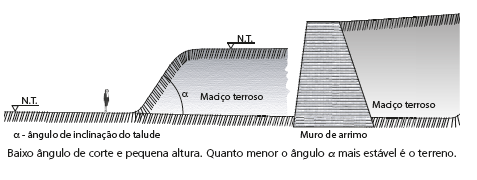 N.T.
N.T.
α
Maciço terroso
Maciço terroso
α - ângulo de inclinação do talude
Muro de arrimo
Baixo ângulo de corte e pequena altura. Quanto menor o ângulo α mais estável é o terreno.